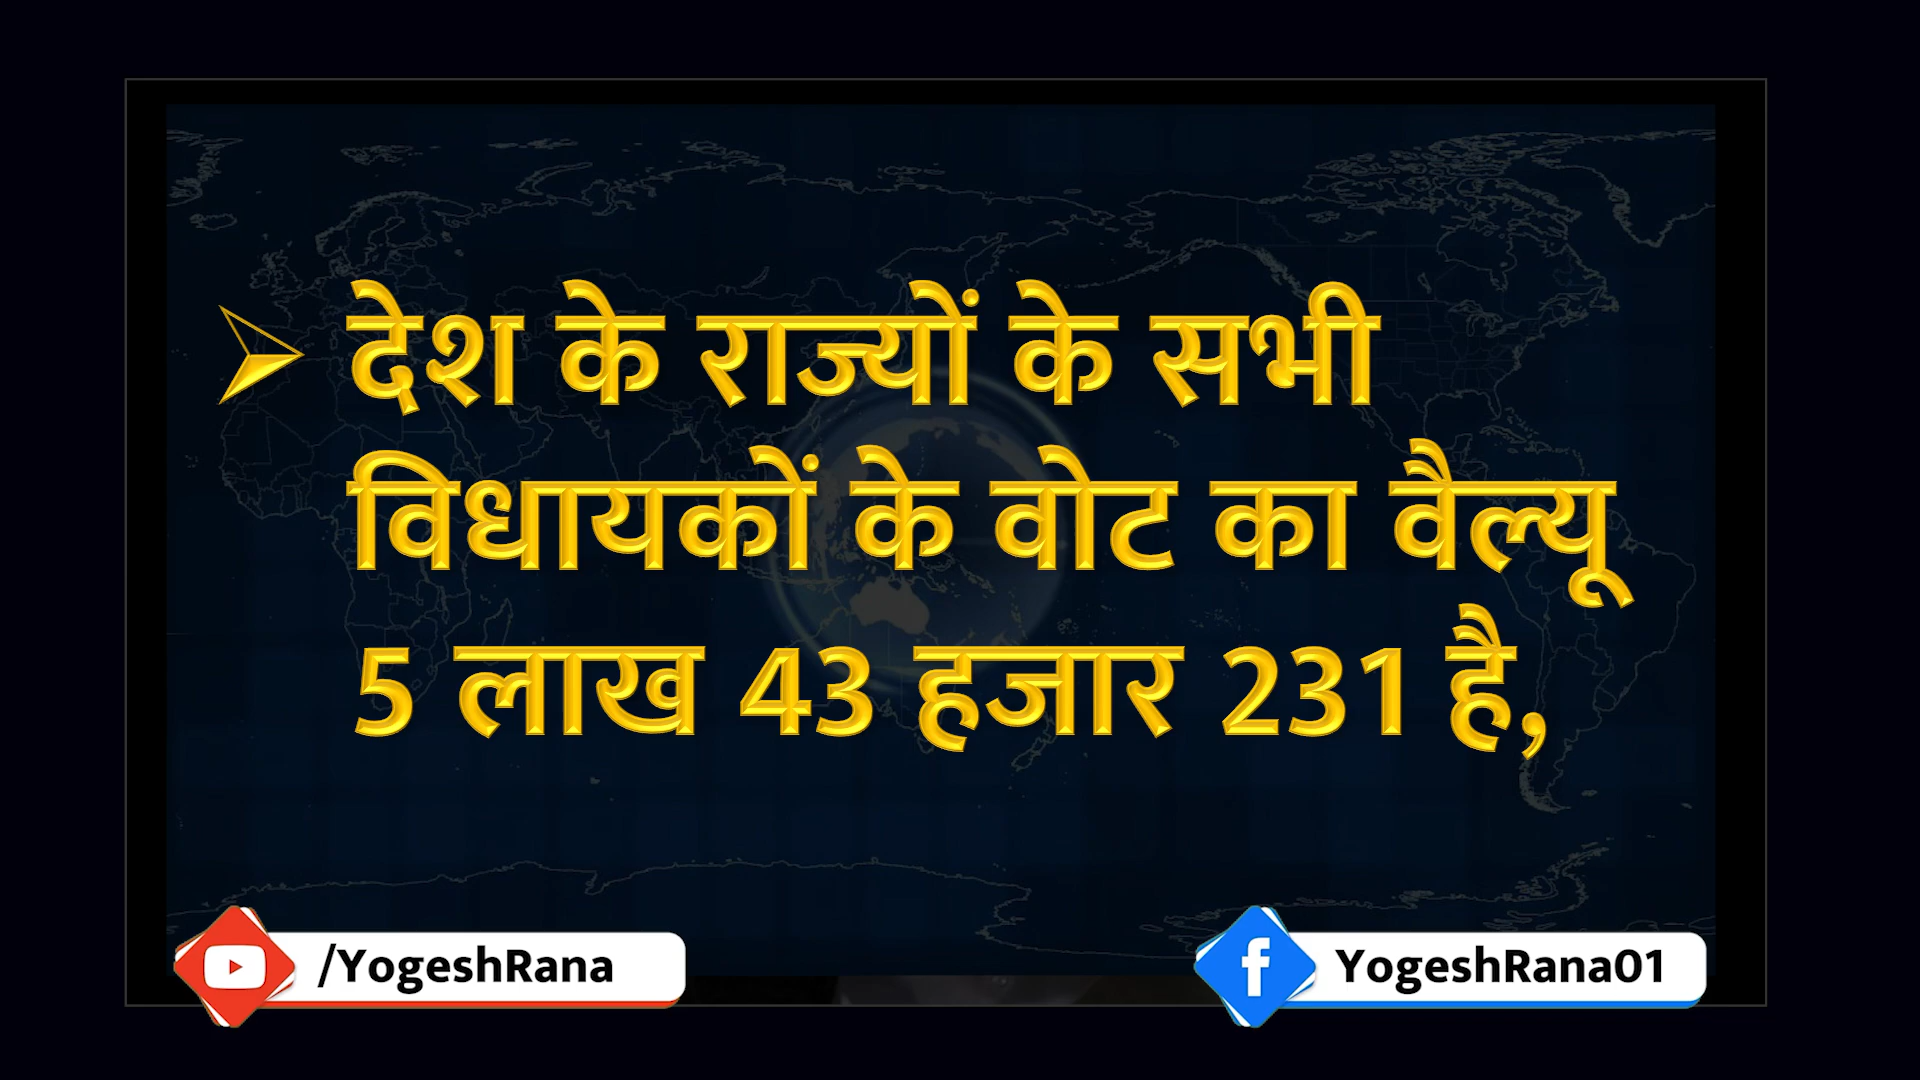 देश के राज्यों के सभी
विधायकों के वोट का वैल्यू
5 लाख 43 हजार 231 है,
/YogeshRana
YogeshRana01